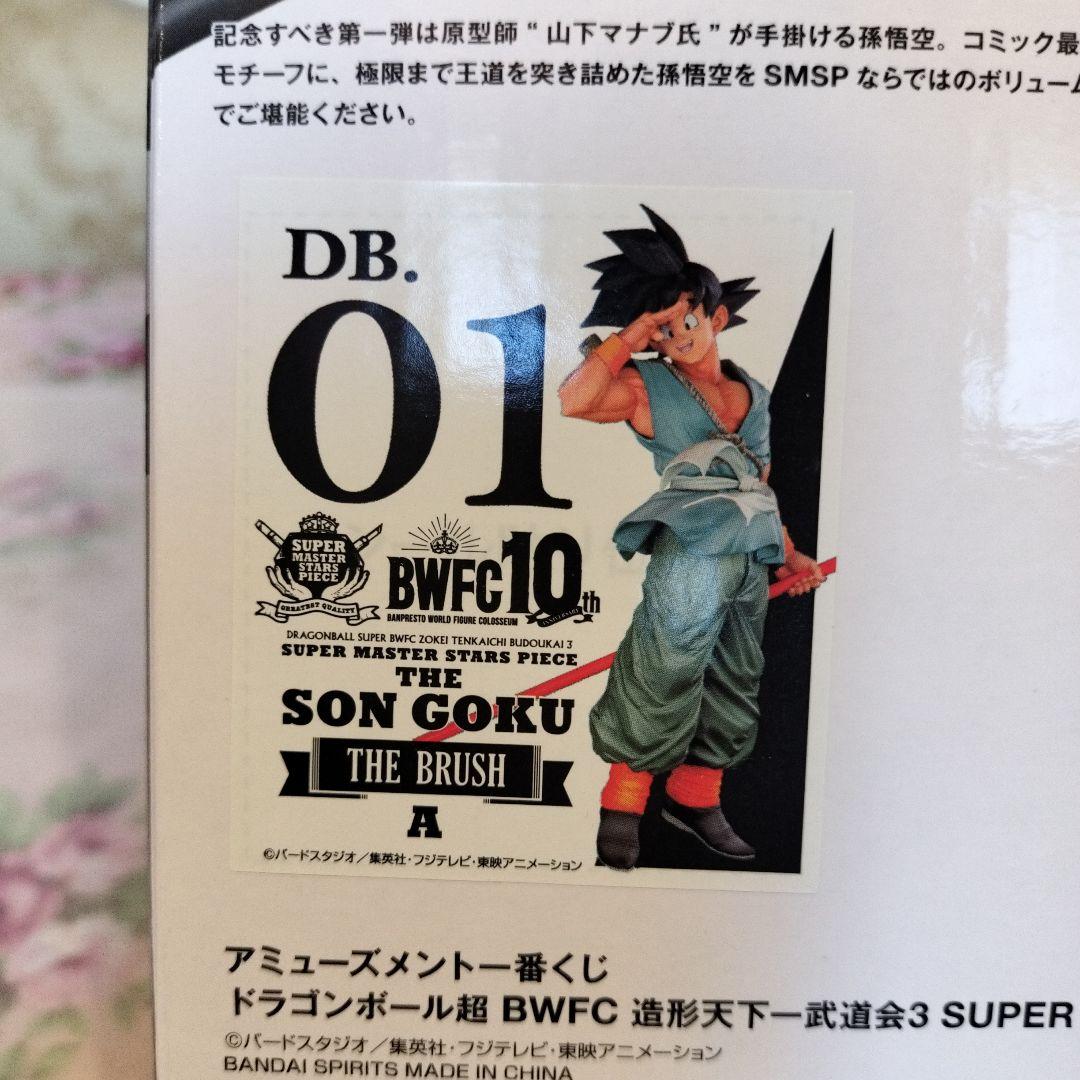 記念すべき第一弾は原型師“山下マナブ氏”が手掛ける孫悟空。コミック最
モチーフに、極限まで王道を突き詰めた孫悟空を SMSP ならではのボリューム
でご堪能ください。
DB.
01
SUPER
MASTER
STARS
PIECE
GREATEST QUALITY
BWFC 10th
ANNIVERSARY
BANPRESTO WORLD FIGURE COLOSSEUM
DRAGONBALL SUPER BWFC ZOKEI TENKAICHI BUDOUKAI 3
SUPER MASTER STARS PIECE
THE
SON GOKU
THE BRUSH
A
©バードスタジオ／集英社・フジテレビ・東映アニメーション
アミューズメント一番くじ
ドラゴンボール超 BWFC 造形天下一武道会3 SUPER
©バードスタジオ／集英社・フジテレビ・東映アニメーション
BANDAI SPIRITS MADE IN CHINA